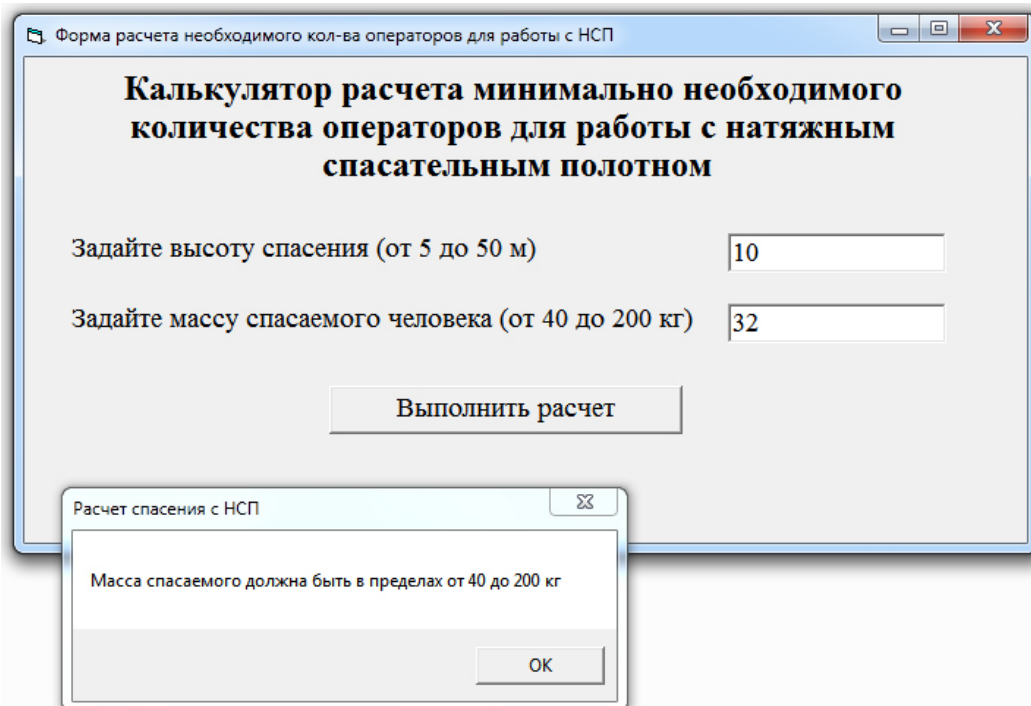 Форма расчета необходимого кол-ва операторов для работы с НСП
Калькулятор расчета минимально необходимого
количества операторов для работы с натяжным
спасательным полотном
Задайте высоту спасения (от 5 до 50 м)
10
Задайте массу спасаемого человека (от 40 до 200 кг)
32
Выполнить расчет
Расчет спасения с НСП
Масса спасаемого должна быть в пределах от 40 до 200 кг
ОК